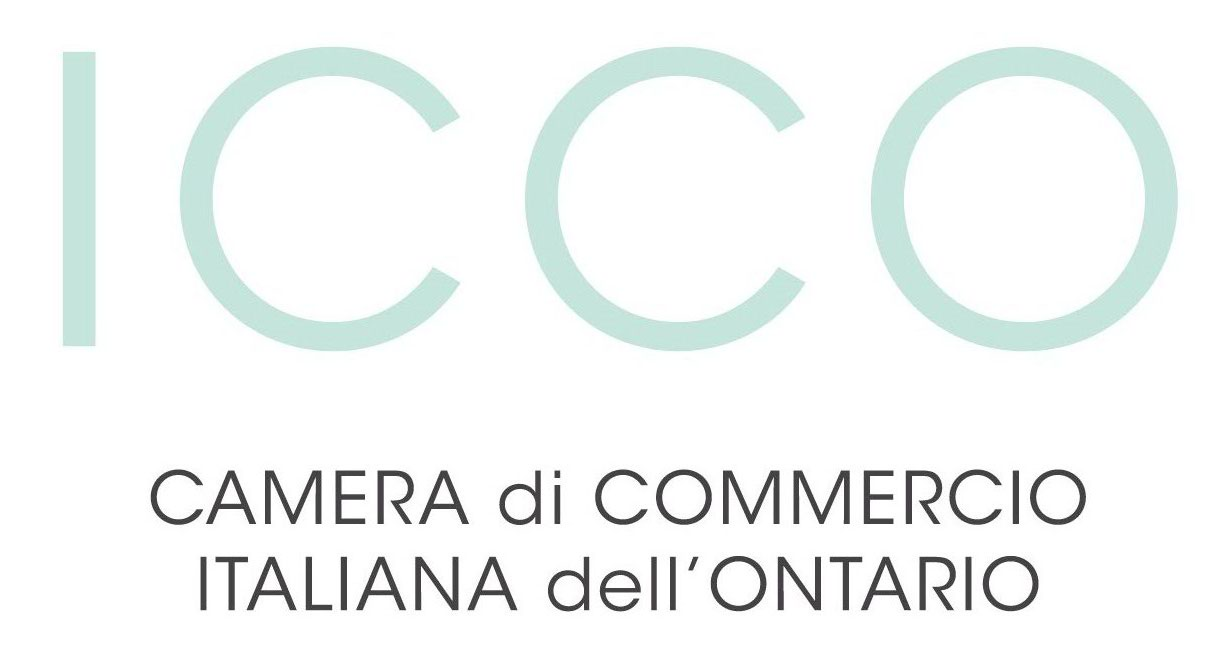 ICCO
CAMERA di COMMERCIO
ITALIANA dell'ONTARIO